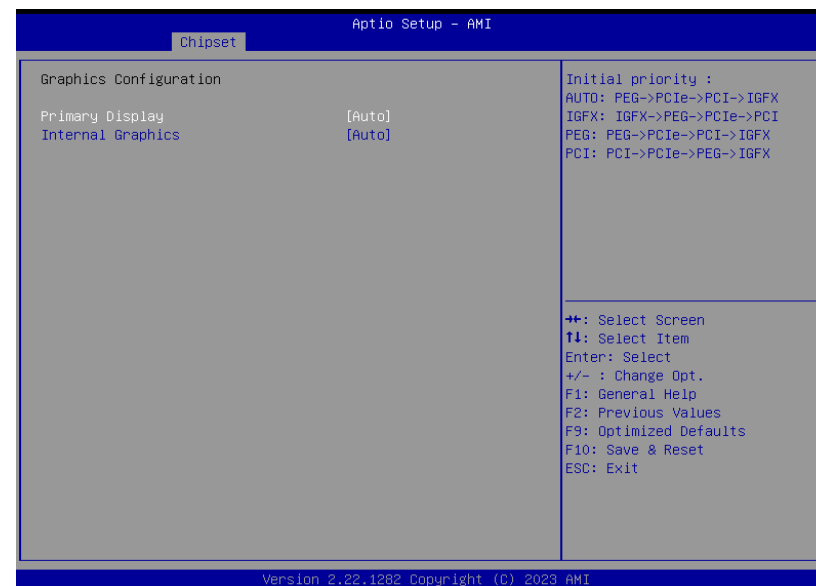 Aptio Setup - AMI
Chipset
Graphics Configuration
Primary Display [Auto]
Internal Graphics [Auto]
Initial priority :
AUTO: PEG->PCIe->PCI->IGFX
IGFX: IGFX->PEG->PCIe->PCI
PEG: PEG->PCIe->PCI->IGFX
PCI: PCI->PCIe->PEG->IGFX
→←: Select Screen
↑↓: Select Item
Enter: Select
+/- : Change Opt.
F1: General Help
F2: Previous Values
F9: Optimized Defaults
F10: Save & Reset
ESC: Exit
Version 2.22.1282 Copyright (C) 2023 AMI